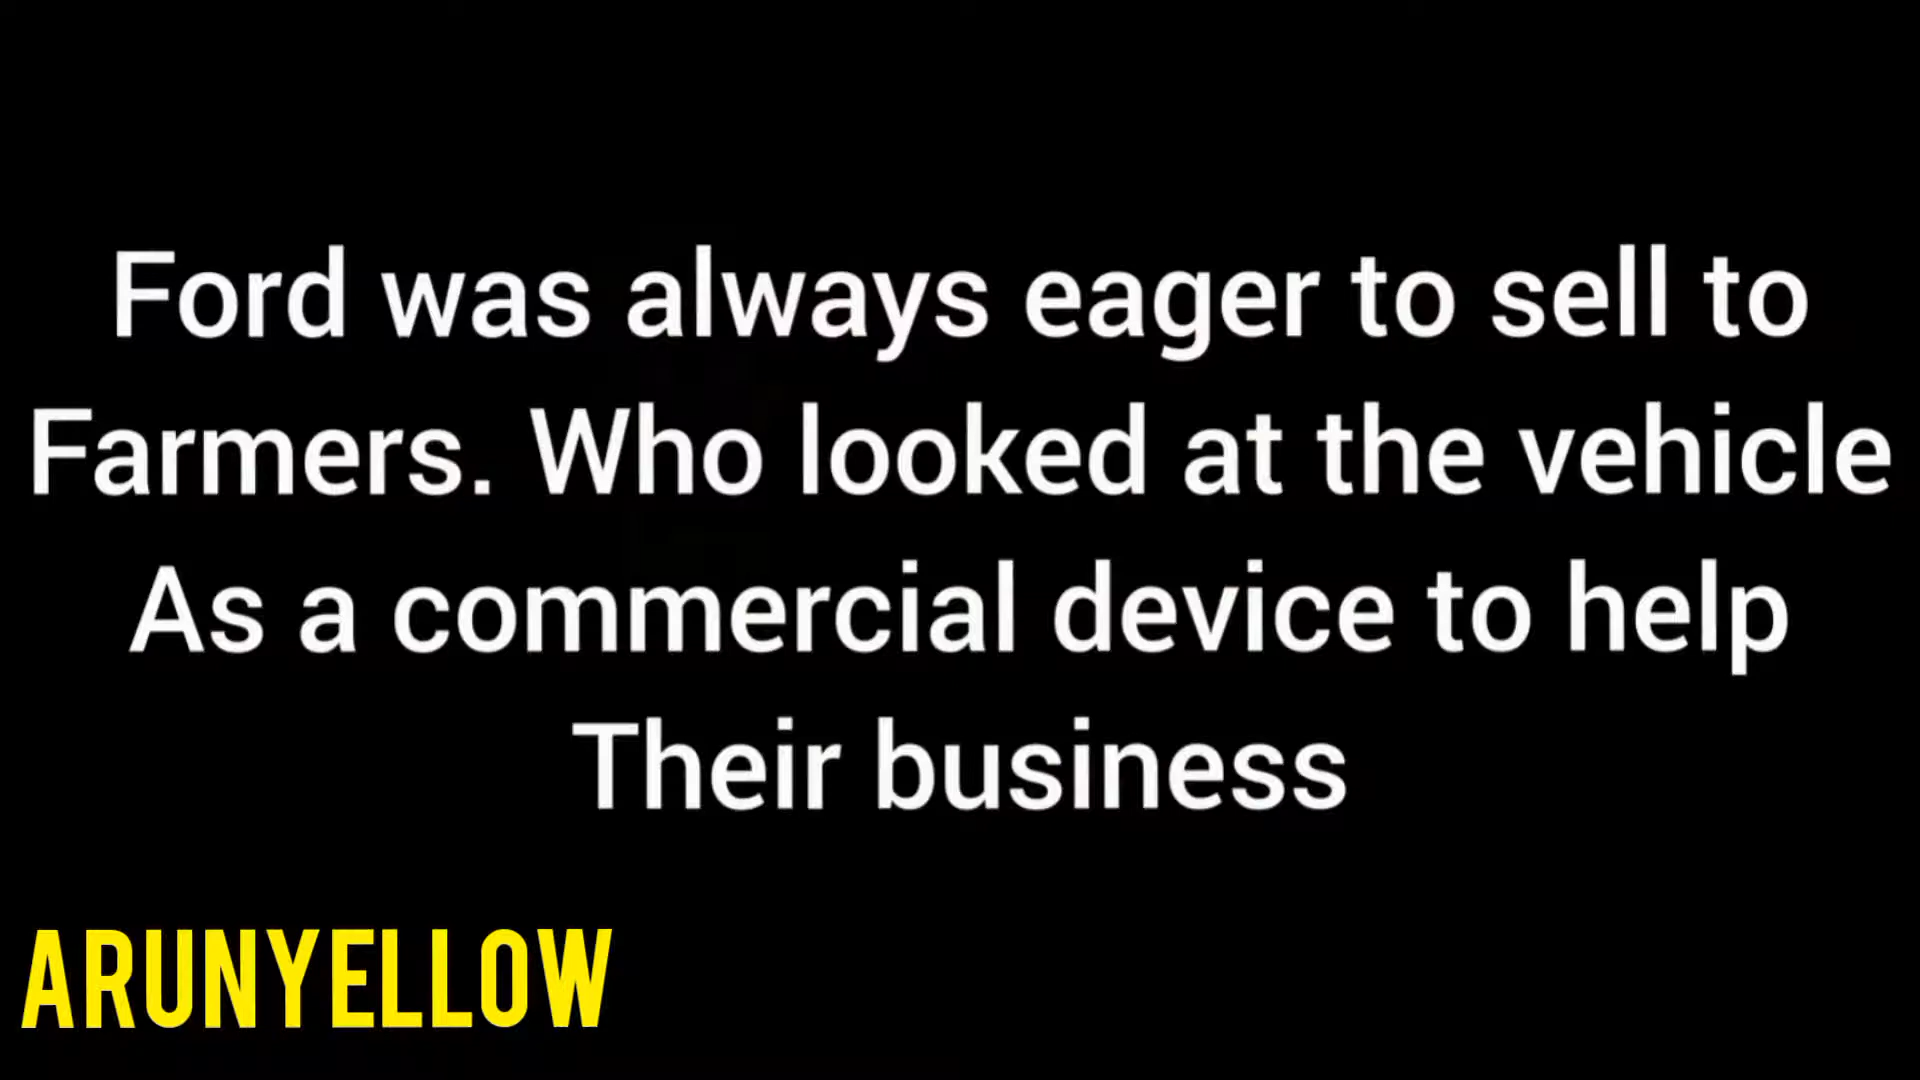 Ford was always eager to sell to
Farmers. Who looked at the vehicle
As a commercial device to help
Their business
ARUNYELLOW